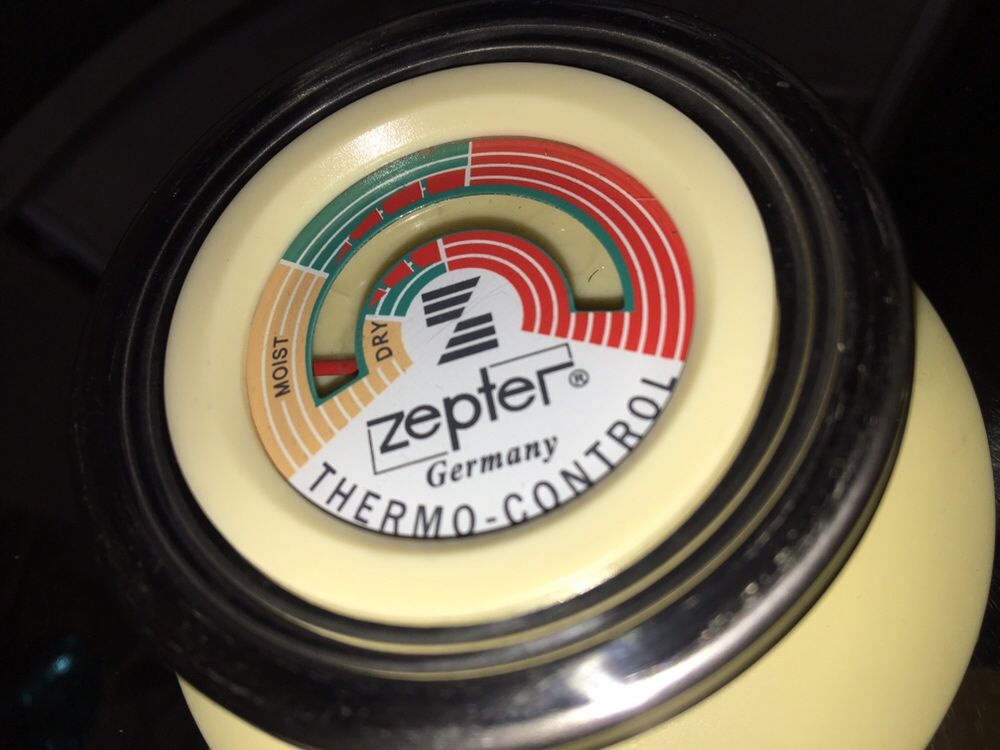 MOIST
DRY
zepter®
Germany
THERMO-CONTROL